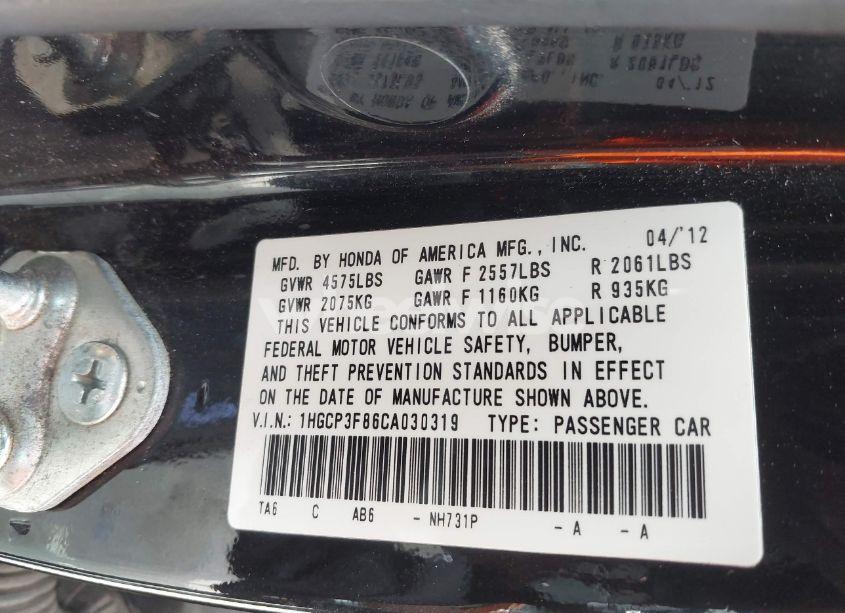 MFD. BY HONDA OF AMERICA MFG., INC. 04/'12
GVWR 4575LBS GAWR F 2557LBS R 2061LBS
GVWR 2075KG GAWR F 1160KG R 935KG
THIS VEHICLE CONFORMS TO ALL APPLICABLE
FEDERAL MOTOR VEHICLE SAFETY, BUMPER,
AND THEFT PREVENTION STANDARDS IN EFFECT
ON THE DATE OF MANUFACTURE SHOWN ABOVE.
V.I.N.: 1HGCP3F86CA030319 TYPE: PASSENGER CAR
TA6 C AB6 - NH731P - A - A